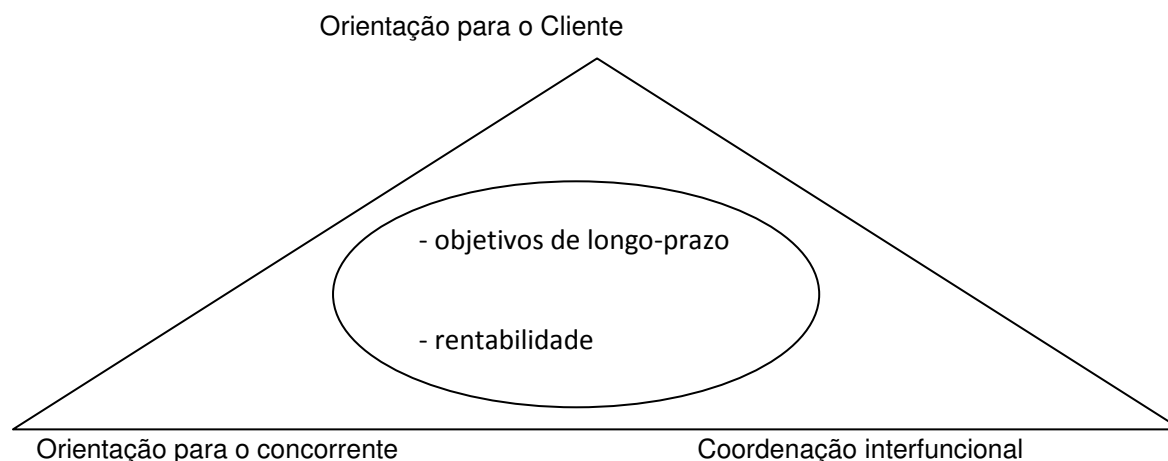 Orientação para o Cliente
- objetivos de longo-prazo
- rentabilidade
Orientação para o concorrente
Coordenação interfuncional